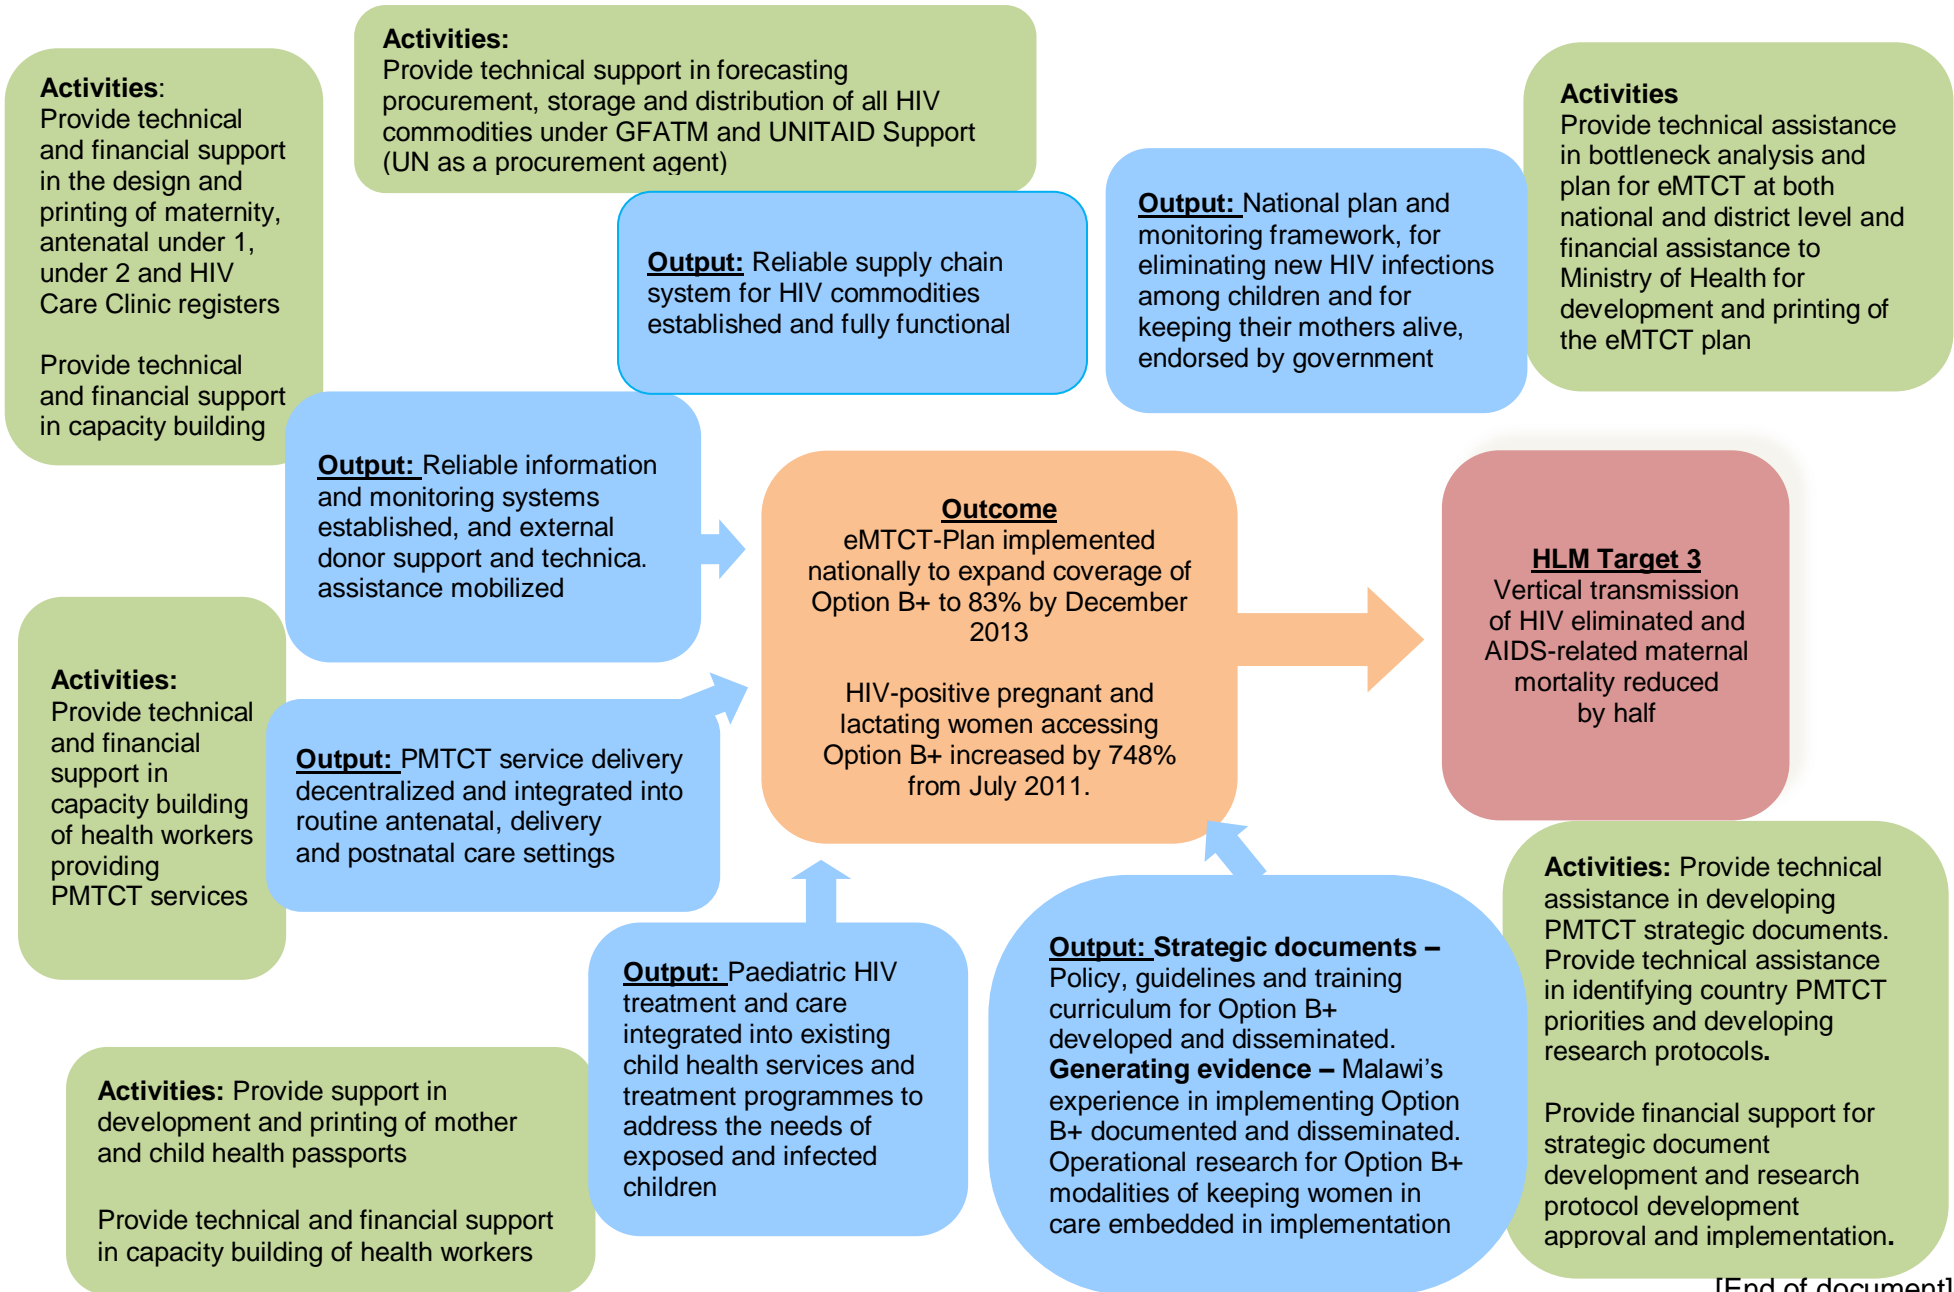 Activities:
Provide technical
and financial support
in the design and
printing of maternity,
antenatal under 1,
under 2 and HIV
Care Clinic registers
Provide technical
and financial support
in capacity building
Activities:
Provide technical support in forecasting
procurement, storage and distribution of all HIV
commodities under GFATM and UNITAID Support
(UN as a procurement agent)
Output: Reliable supply chain
system for HIV commodities
established and fully functional
Output: National plan and
monitoring framework, for
eliminating new HIV infections
among children and for
keeping their mothers alive,
endorsed by government
Activities
Provide technical assistance
in bottleneck analysis and
plan for eMTCT at both
national and district level and
financial assistance to
Ministry of Health for
development and printing of
the eMTCT plan
Output: Reliable information
and monitoring systems
established, and external
donor support and technica.
assistance mobilized
Outcome
eMTCT-Plan implemented
nationally to expand coverage of
Option B+ to 83% by December
2013
HIV-positive pregnant and
lactating women accessing
Option B+ increased by 748%
from July 2011.
HLM Target 3
Vertical transmission
of HIV eliminated and
AIDS-related maternal
mortality reduced
by half
Activities:
Provide technical
and financial
support in
capacity building
of health workers
providing
PMTCT services
Output: PMTCT service delivery
decentralized and integrated into
routine antenatal, delivery
and postnatal care settings
Activities: Provide support in
development and printing of mother
and child health passports
Provide technical and financial support
in capacity building of health workers
Output: Paediatric HIV
treatment and care
integrated into existing
child health services and
treatment programmes to
address the needs of
exposed and infected
children
Output: Strategic documents –
Policy, guidelines and training
curriculum for Option B+
developed and disseminated.
Generating evidence – Malawi’s
experience in implementing Option
B+ documented and disseminated.
Operational research for Option B+
modalities of keeping women in
care embedded in implementation
Activities: Provide technical
assistance in developing
PMTCT strategic documents.
Provide technical assistance
in identifying country PMTCT
priorities and developing
research protocols.
Provide financial support for
strategic document
development and research
protocol development
approval and implementation.
[End of document]